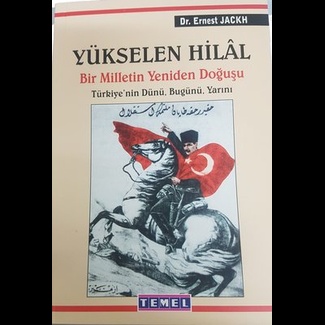 Dr. Ernest JACKH
YÜKSELEN HİLÂL
Bir Milletin Yeniden Doğuşu
Türkiye'nin Dünü, Bugünü, Yarını
TEMEL